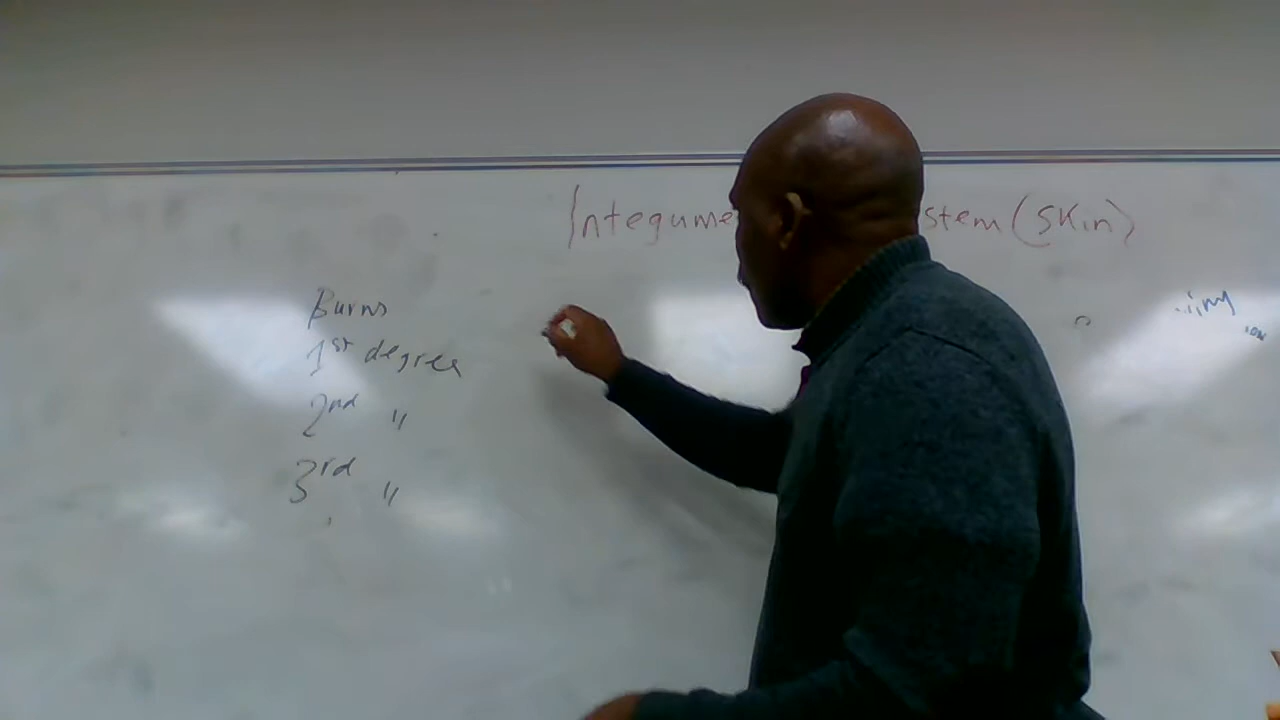 Integume stem (Skin)
Burns
1st degree
2nd "
3rd "